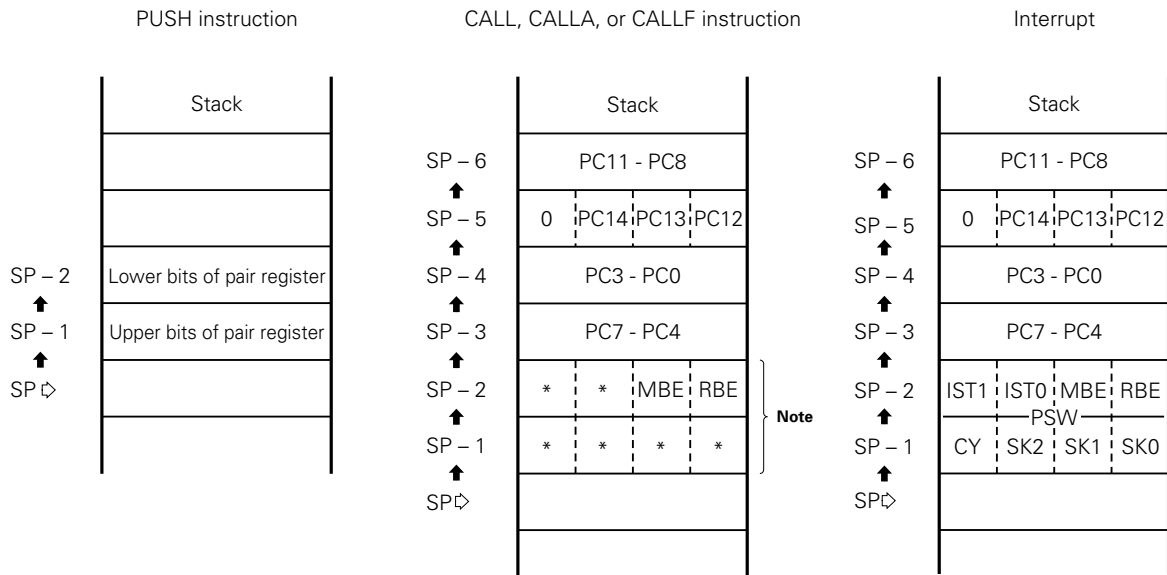 PUSH instruction
Stack
SP – 2 Lower bits of pair register
SP – 1 Upper bits of pair register
SP
CALL, CALLA, or CALLF instruction
Stack
SP – 6 PC11 - PC8
SP – 5 0 PC14 PC13 PC12
SP – 4 PC3 - PC0
SP – 3 PC7 - PC4
SP – 2 * * MBE RBE
Note
SP – 1 * * * *
SP
Interrupt
Stack
SP – 6 PC11 - PC8
SP – 5 0 PC14 PC13 PC12
SP – 4 PC3 - PC0
SP – 3 PC7 - PC4
SP – 2 IST1 IST0 MBE RBE
PSW
SP – 1 CY SK2 SK1 SK0
SP